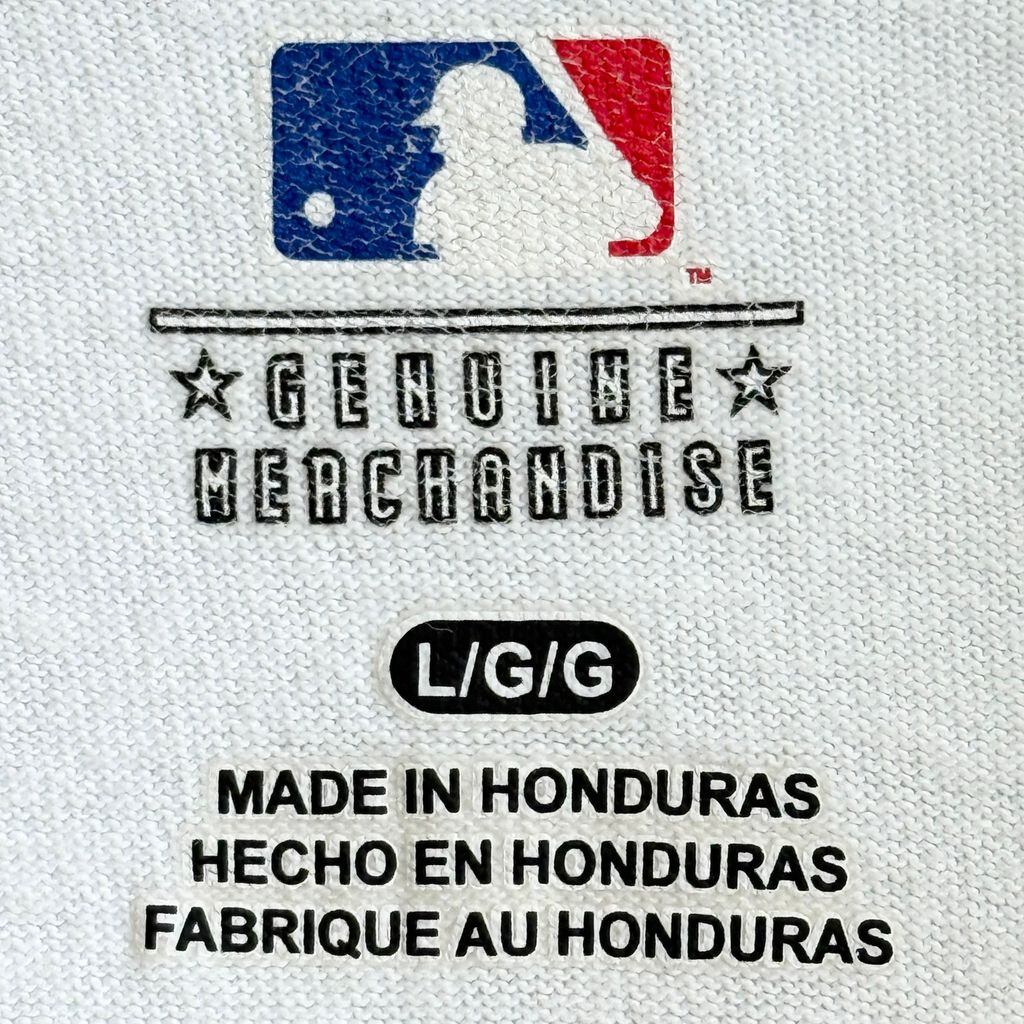 TM
GENUINE
MERCHANDISE
L/G/G
MADE IN HONDURAS
HECHO EN HONDURAS
FABRIQUE AU HONDURAS